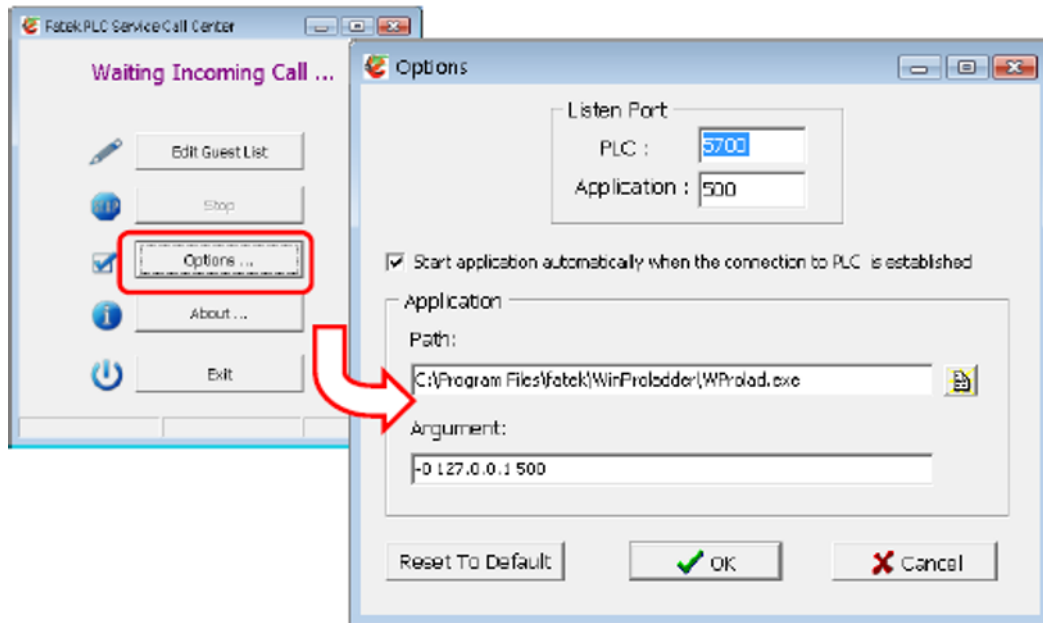 Fatek PLC Service Call Center
Waiting Incoming Call ...
Edit Guest List
Stop
Options ...
About ...
Exit
Options
Listen Port
PLC :
5700
Application :
500
Start application automatically when the connection to PLC is established
Application
Path:
C:\Program Files\fatek\WinProladder\WProlad.exe
Argument:
-0 127.0.0.1 500
Reset To Default
OK
Cancel